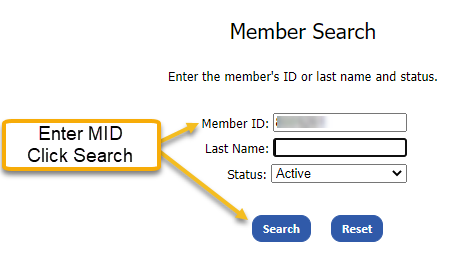 Member Search
Enter the member's ID or last name and status.
Enter MID
Click Search
Member ID:
Last Name:
Status: Active
Search Reset